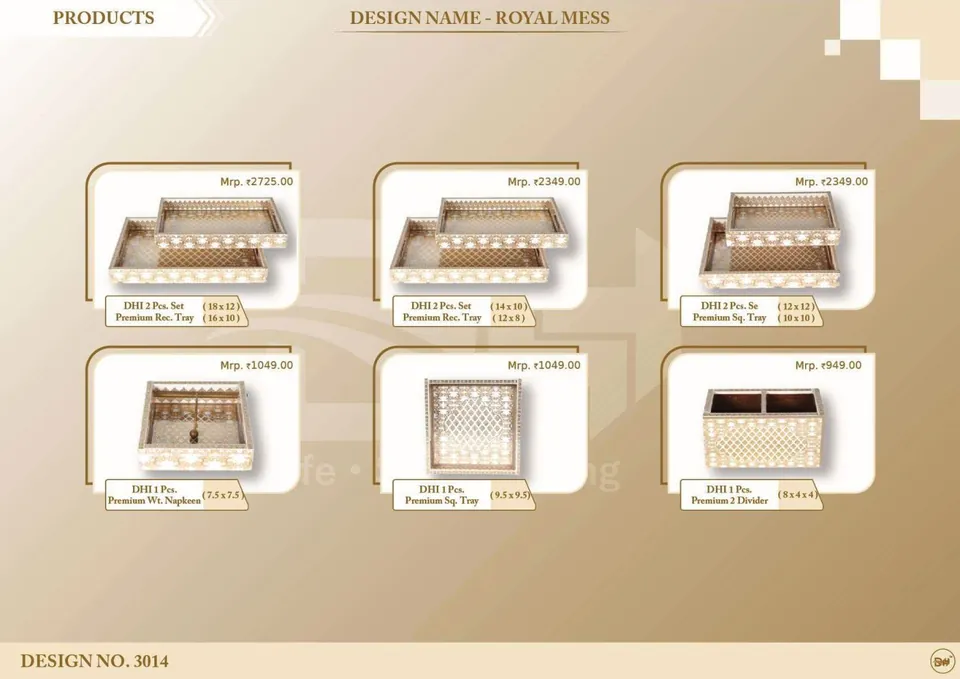 PRODUCTS
DESIGN NAME - ROYAL MESS
Mrp. ₹2725.00
DHI 2 Pcs. Set
Premium Rec. Tray
( 18 x 12 )
( 16 x 10 )
Mrp. ₹2349.00
DHI 2 Pcs. Set
Premium Rec. Tray
( 14 x 10 )
( 12 x 8 )
Mrp. ₹2349.00
DHI 2 Pcs. Se
Premium Sq. Tray
( 12 x 12 )
( 10 x 10 )
Mrp. ₹1049.00
DHI 1 Pcs.
Premium Wt. Napkeen
( 7.5 x 7.5 )
Mrp. ₹1049.00
DHI 1 Pcs.
Premium Sq. Tray
( 9.5 x 9.5)
Mrp. ₹949.00
DHI 1 Pcs.
Premium 2 Divider
( 8 x 4 x 4 )
DESIGN NO. 3014